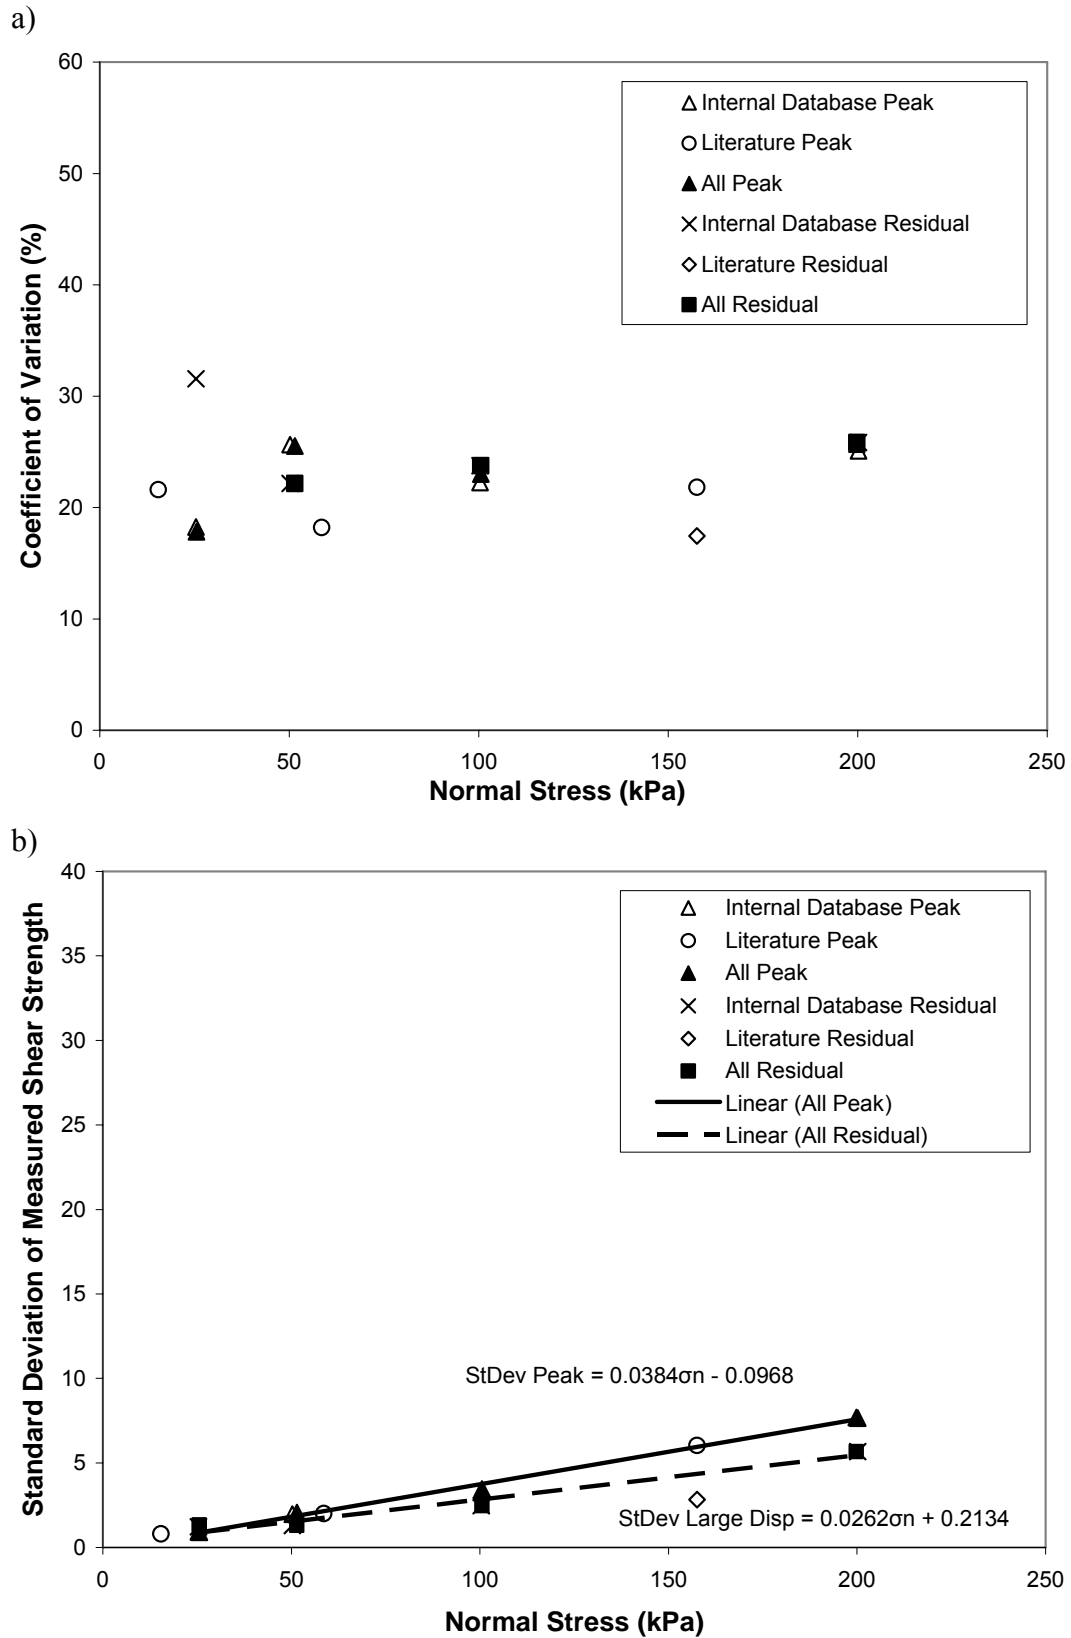 a)
60
50
40
30
20
10
0
Coefficient of Variation (%)
Internal Database Peak
Literature Peak
All Peak
Internal Database Residual
Literature Residual
All Residual
0 50 100 150 200 250
Normal Stress (kPa)
b)
40
35
30
25
20
15
10
5
0
Standard Deviation of Measured Shear Strength
Internal Database Peak
Literature Peak
All Peak
Internal Database Residual
Literature Residual
All Residual
Linear (All Peak)
Linear (All Residual)
StDev Peak = 0.0384σn - 0.0968
StDev Large Disp = 0.0262σn + 0.2134
0 50 100 150 200 250
Normal Stress (kPa)